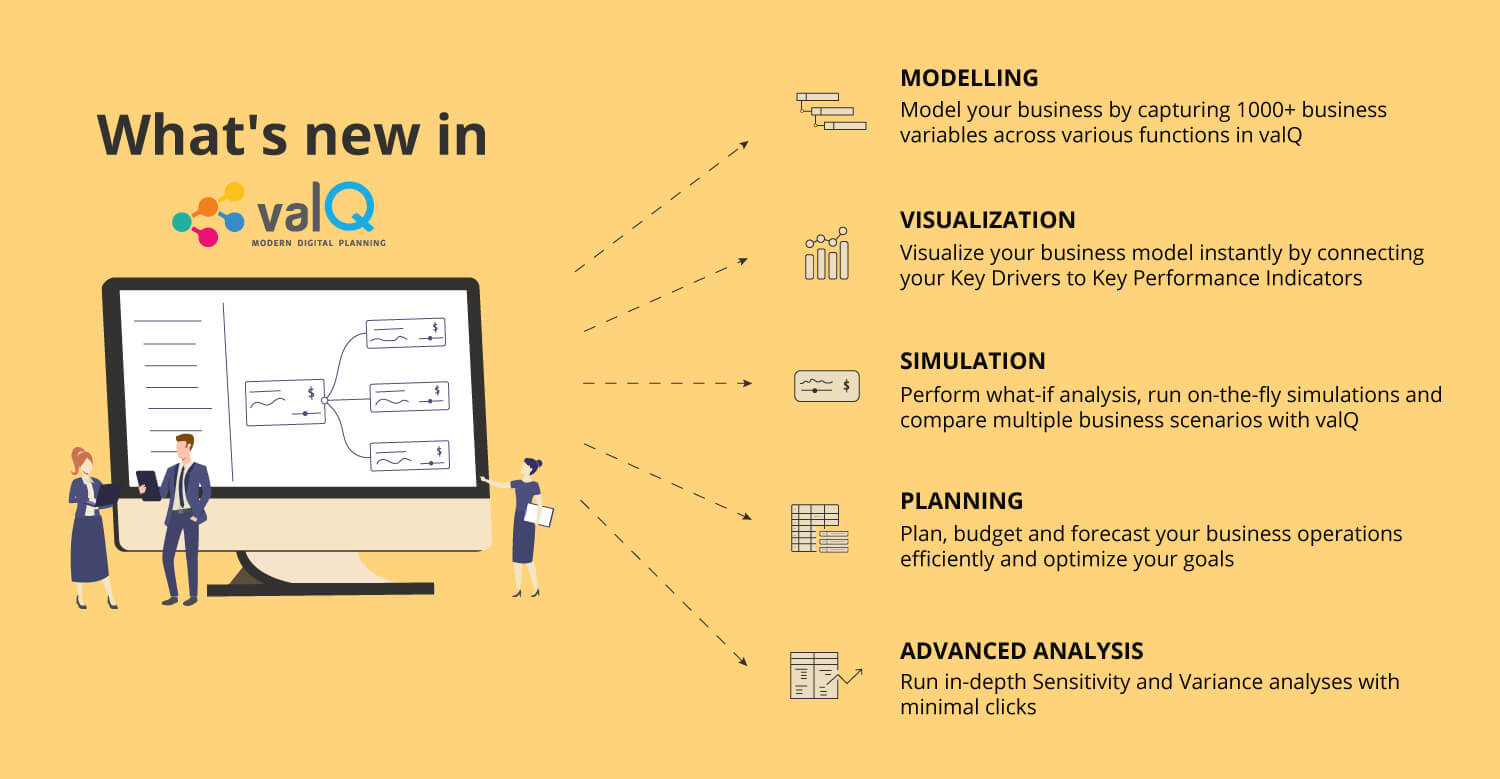 What's new in
valQ
MODERN DIGITAL PLANNING
$
$
$
$
MODELLING
Model your business by capturing 1000+ business
variables across various functions in valQ
VISUALIZATION
Visualize your business model instantly by connecting
your Key Drivers to Key Performance Indicators
SIMULATION
$
Perform what-if analysis, run on-the-fly simulations and
compare multiple business scenarios with valQ
PLANNING
Plan, budget and forecast your business operations
efficiently and optimize your goals
ADVANCED ANALYSIS
Run in-depth Sensitivity and Variance analyses with
minimal clicks